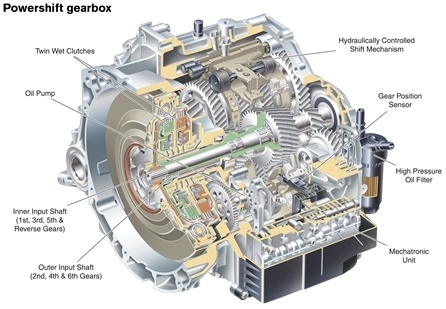 Powershift gearbox
Twin Wet Clutches
Oil Pump
Inner Input Shaft
(1st, 3rd, 5th &
Reverse Gears)
Outer Input Shaft
(2nd, 4th & 6th Gears)
Hydraulically Controlled
Shift Mechanism
Gear Position
Sensor
High Pressure
Oil Filter
Mechatronic
Unit